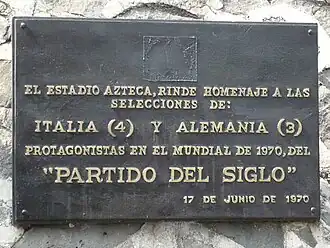 EL ESTADIO AZTECA, RINDE HOMENAJE A LAS
SELECCIONES DE:
ITALIA (4) Y ALEMANIA (3)
PROTAGONISTAS EN EL MUNDIAL DE 1970, DEL
"PARTIDO DEL SIGLO"
17 DE JUNIO DE 1970